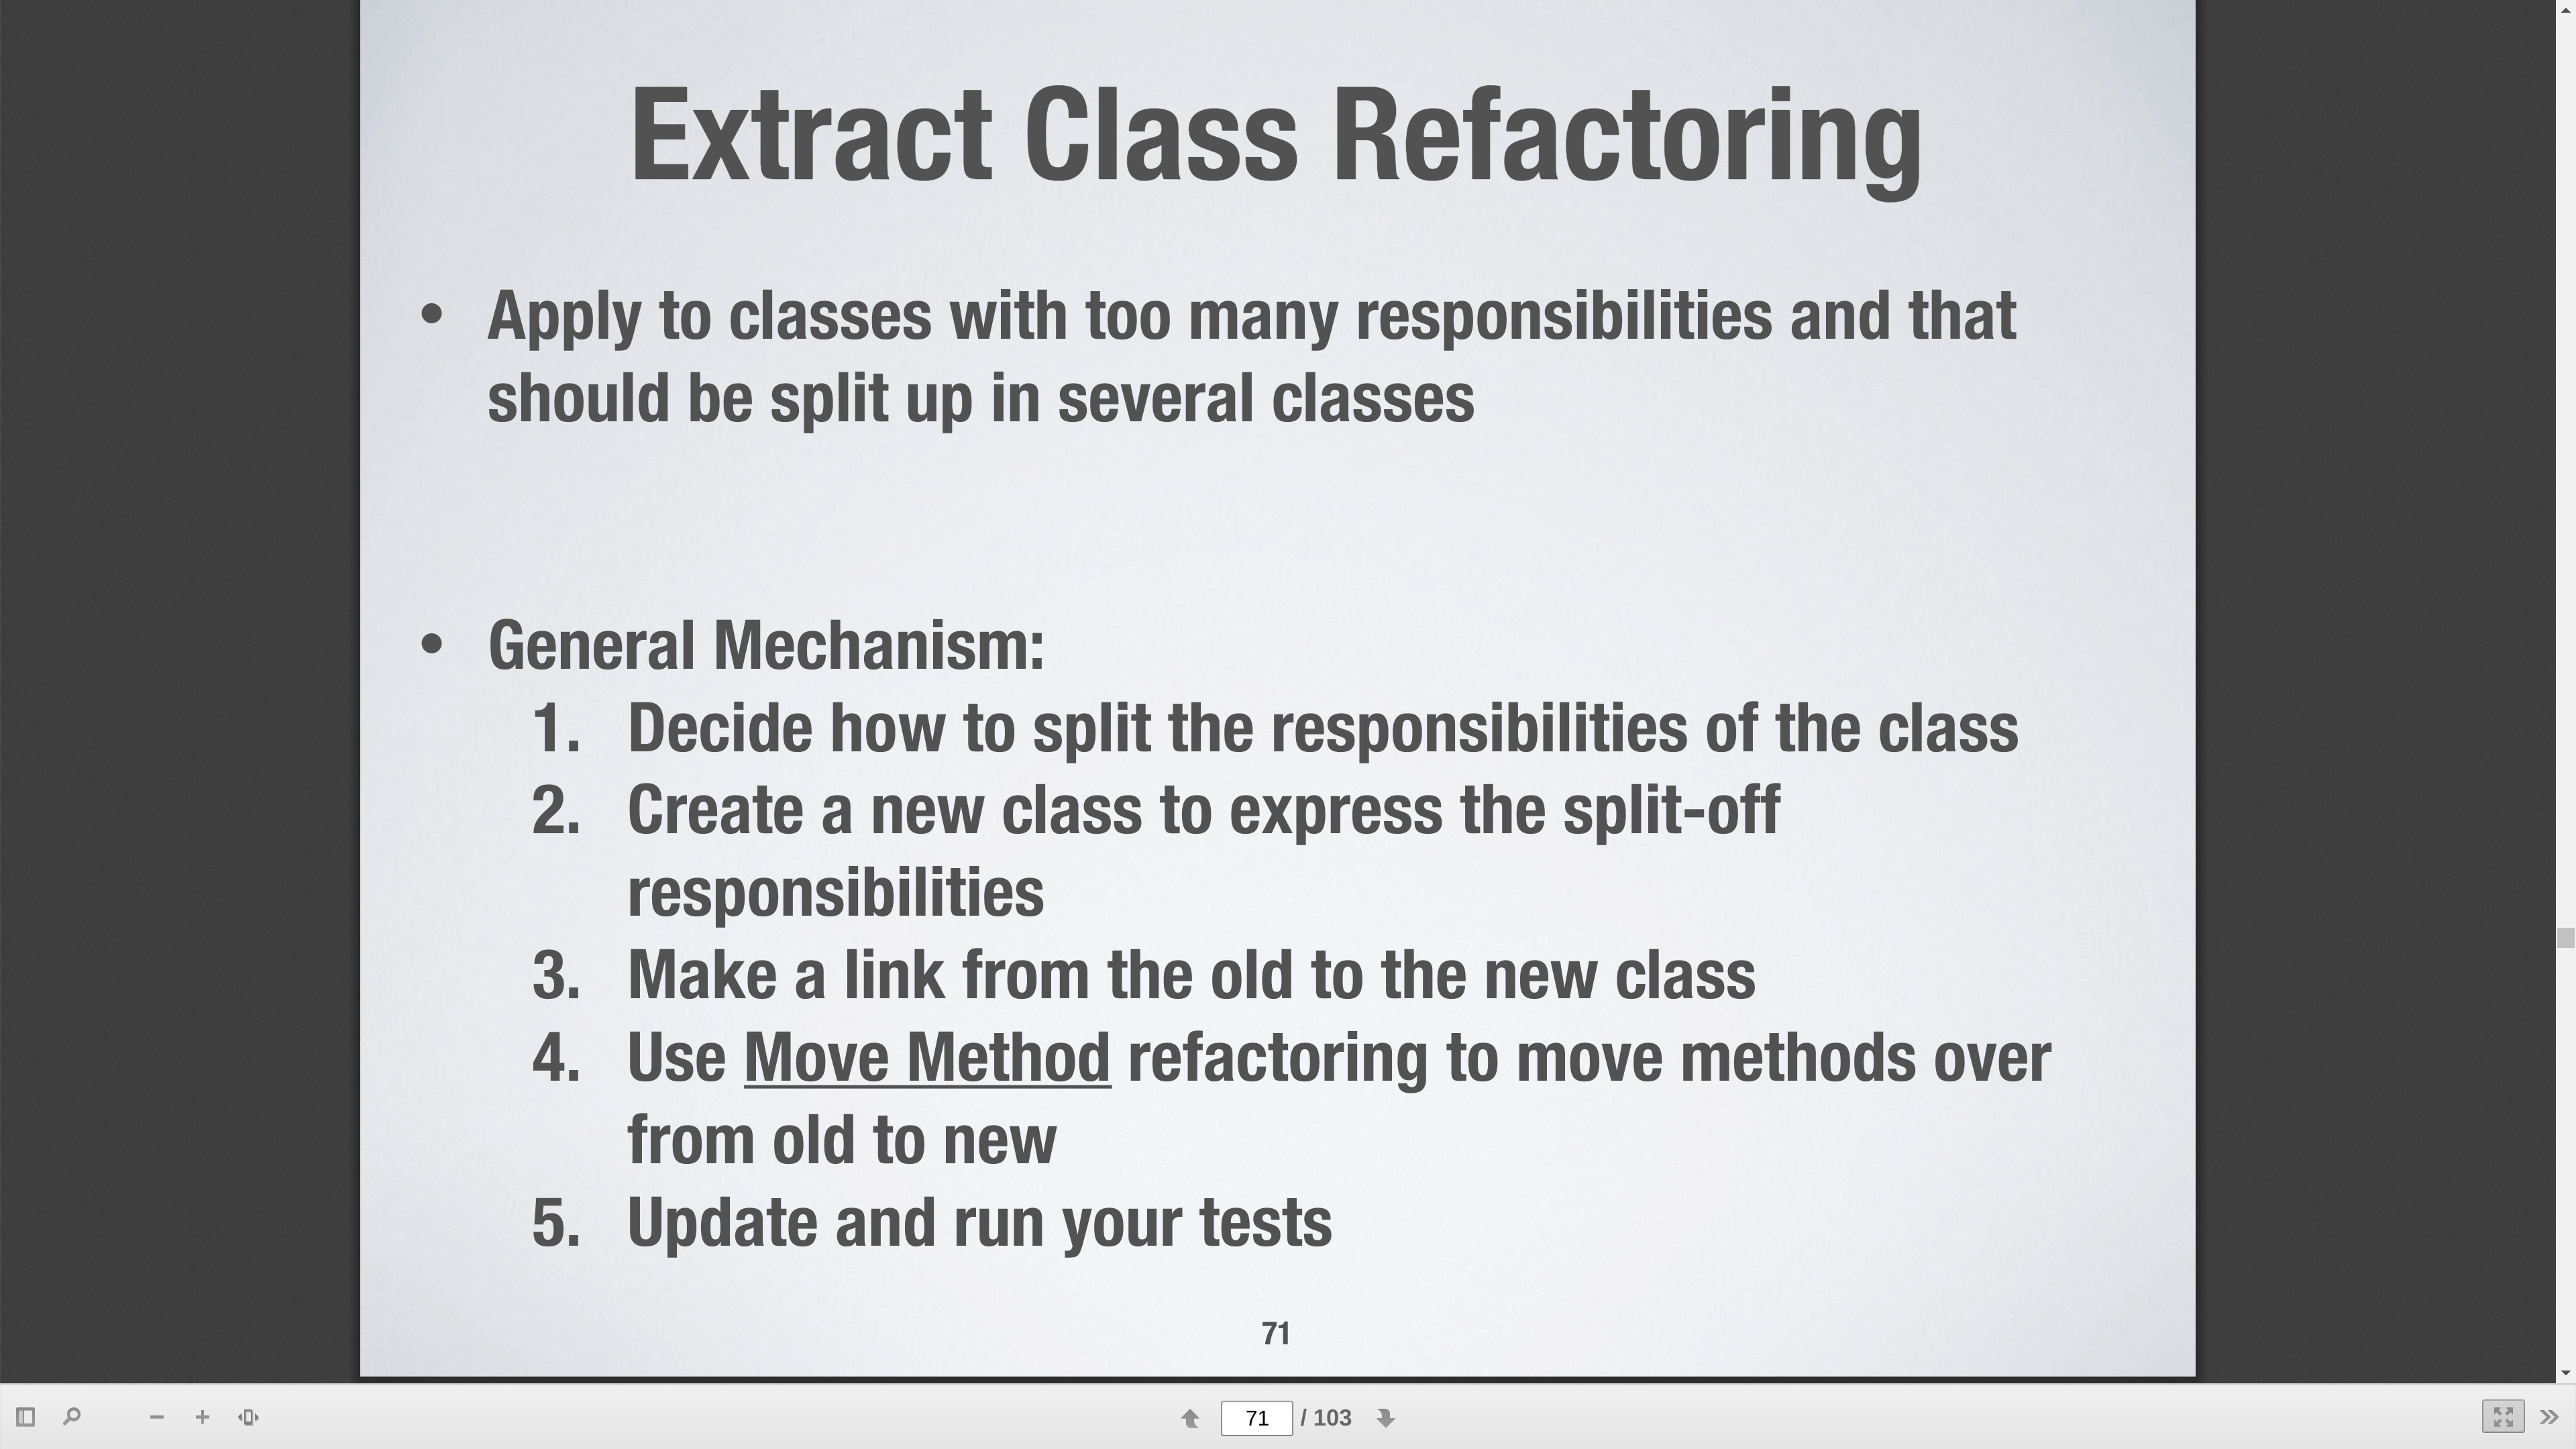 Extract Class Refactoring
• Apply to classes with too many responsibilities and that
should be split up in several classes
• General Mechanism:
1. Decide how to split the responsibilities of the class
2. Create a new class to express the split-off
responsibilities
3. Make a link from the old to the new class
4. Use Move Method refactoring to move methods over
from old to new
5. Update and run your tests
71
71 / 103